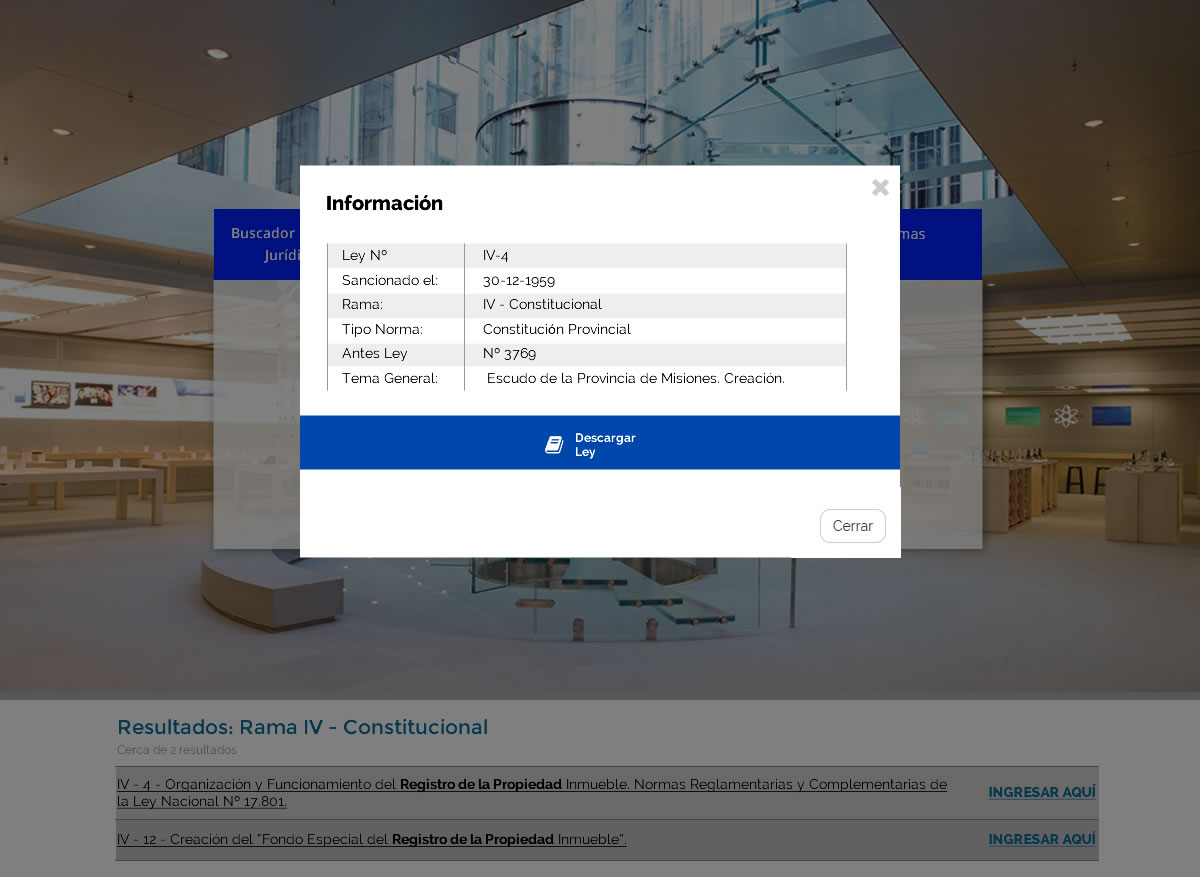 Información
Ley Nº IV-4
Sancionado el: 30-12-1959
Rama: IV - Constitucional
Tipo Norma: Constitución Provincial
Antes Ley Nº 3769
Tema General: Escudo de la Provincia de Misiones. Creación.
Descargar
Ley
Cerrar
Buscador
Resultados: Rama IV - Constitucional
Cerca de 2 resultados
IV - 4 - Organización y Funcionamiento del Registro de la Propiedad Inmueble. Normas Reglamentarias y Complementarias de
la Ley Nacional Nº 17.801.
INGRESAR AQUÍ
IV - 12 - Creación del "Fondo Especial del Registro de la Propiedad Inmueble".
INGRESAR AQUÍ